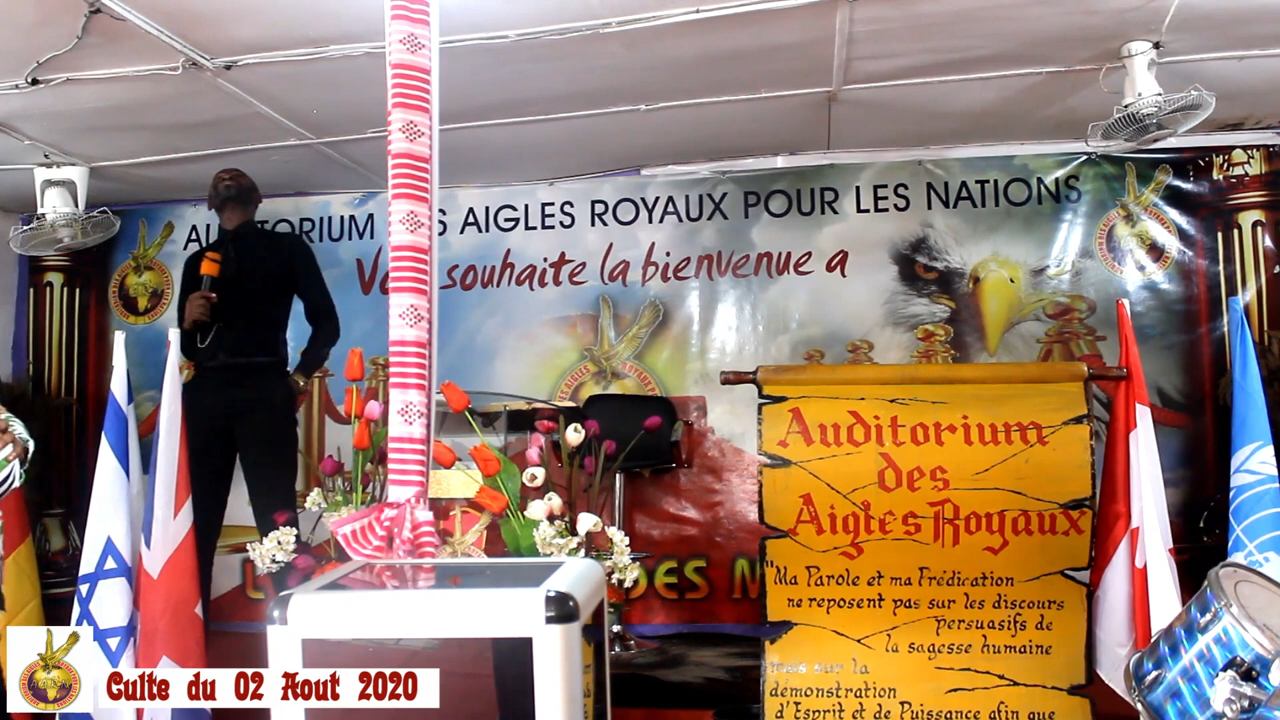 AUDITORIUM DES AIGLES ROYAUX POUR LES NATIONS
souhaite la bienvenue a
DES
Auditorium
des
Aigles Royaux
"Ma Parole et ma Prédication
ne reposent pas sur les discours
persuasifs de
la sagesse humaine
mais sur la
démonstration
d'Esprit et de Puissance afin que
Culte du 02 Aout 2020